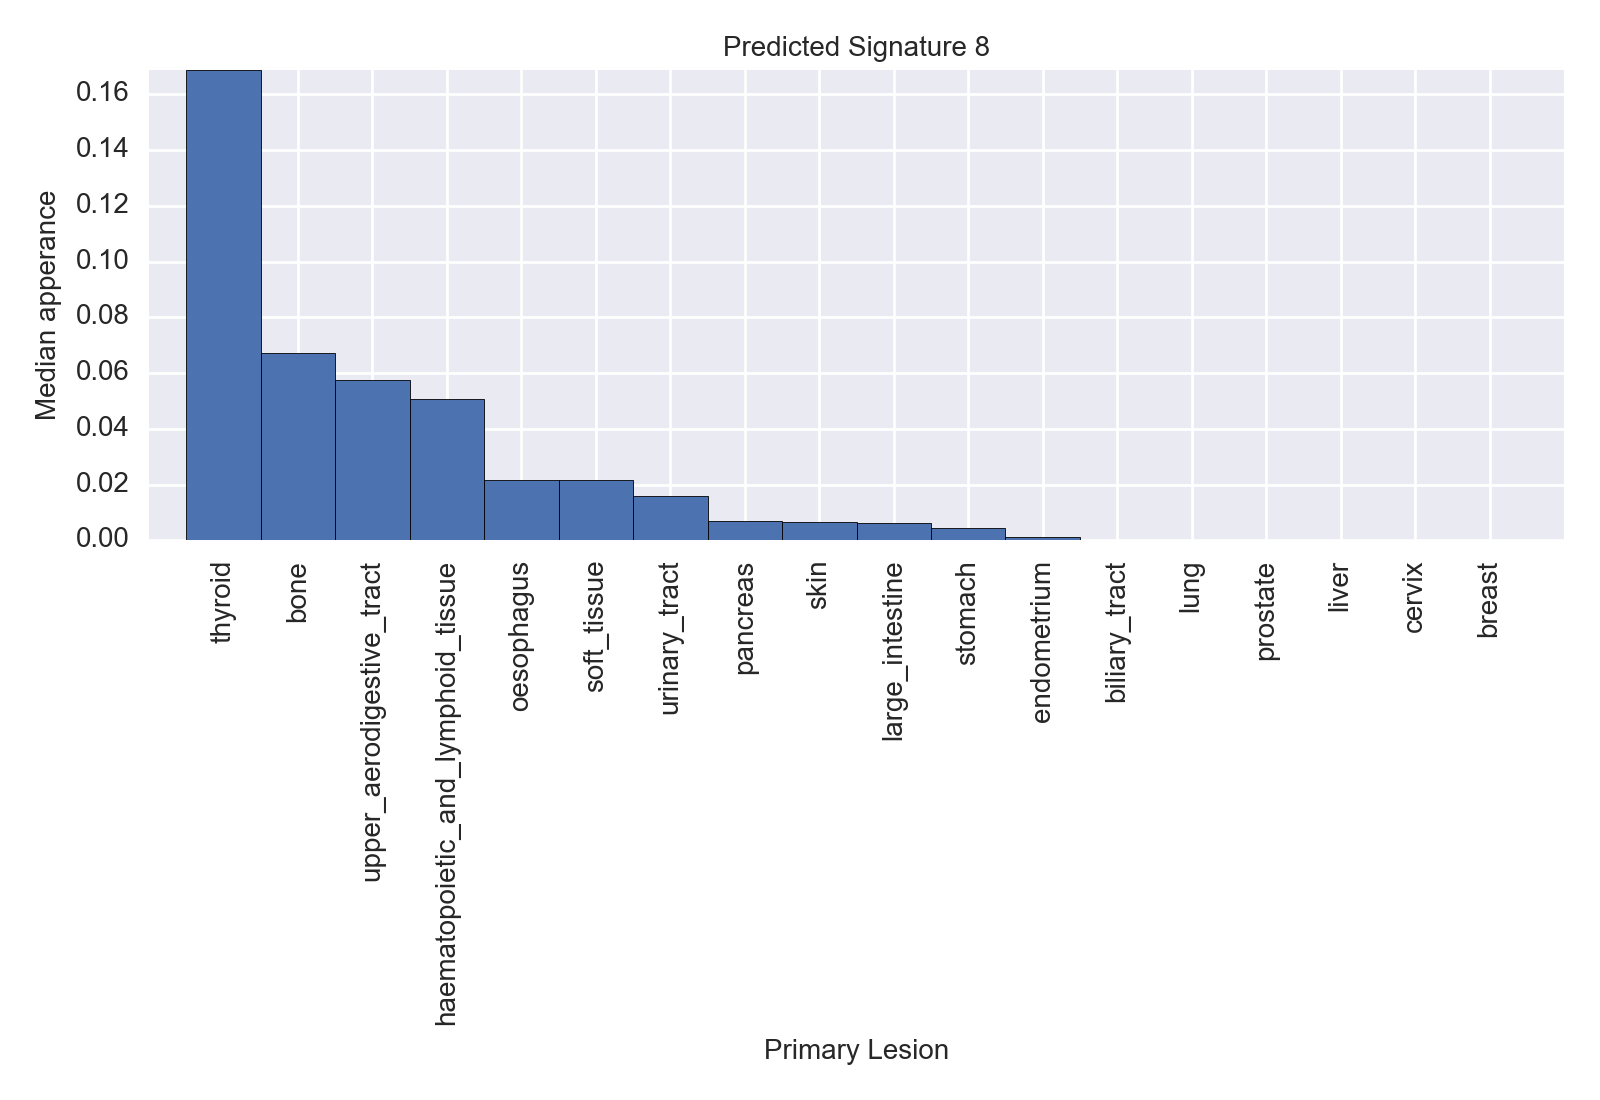 Predicted Signature 8
Median apperance
0.16
0.14
0.12
0.10
0.08
0.06
0.04
0.02
0.00
thyroid
bone
upper_aerodigestive_tract
haematopoietic_and_lymphoid_tissue
oesophagus
soft_tissue
urinary_tract
pancreas
skin
large_intestine
stomach
endometrium
biliary_tract
lung
prostate
liver
cervix
breast
Primary Lesion